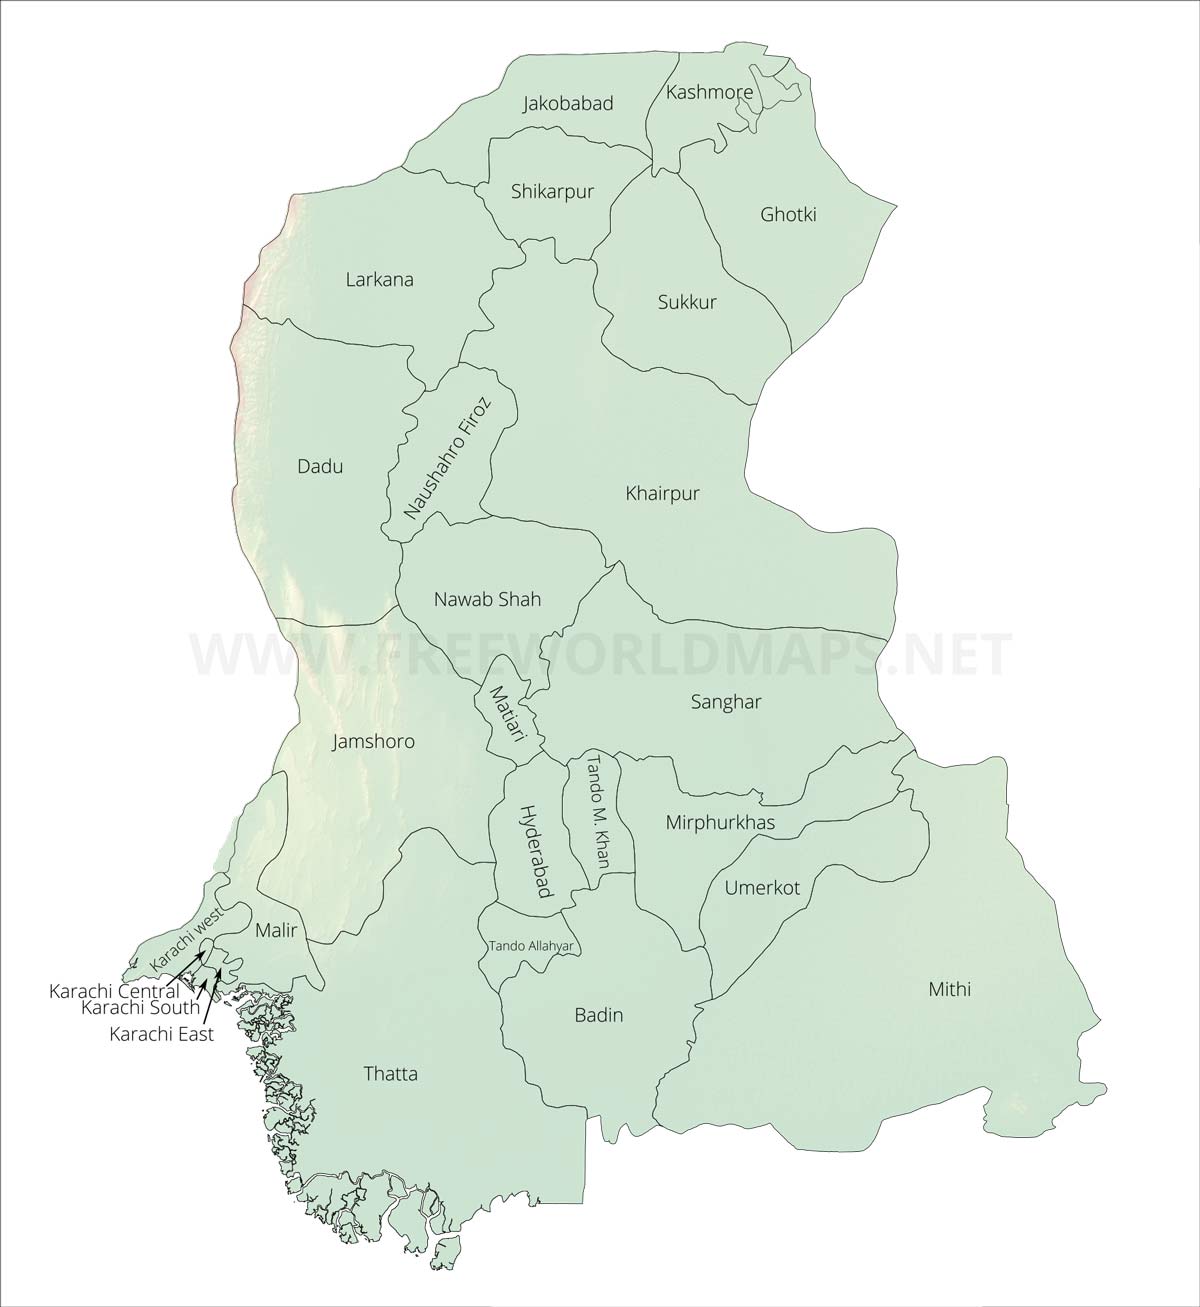 Kashmore
Jakobabad
Shikarpur
Ghotki
Larkana
Sukkur
Naushahro Firoz
Dadu
Khairpur
Nawab Shah
WWW.FREEWORLDMAPS.NET
Sanghar
Matiari
Jamshoro
Tando M. Khan
Mirphurkhas
Hyderabad
Umerkot
Karachi west
Malir
Tando Allahyar
Karachi Central
Mithi
Karachi South
Badin
Karachi East
Thatta